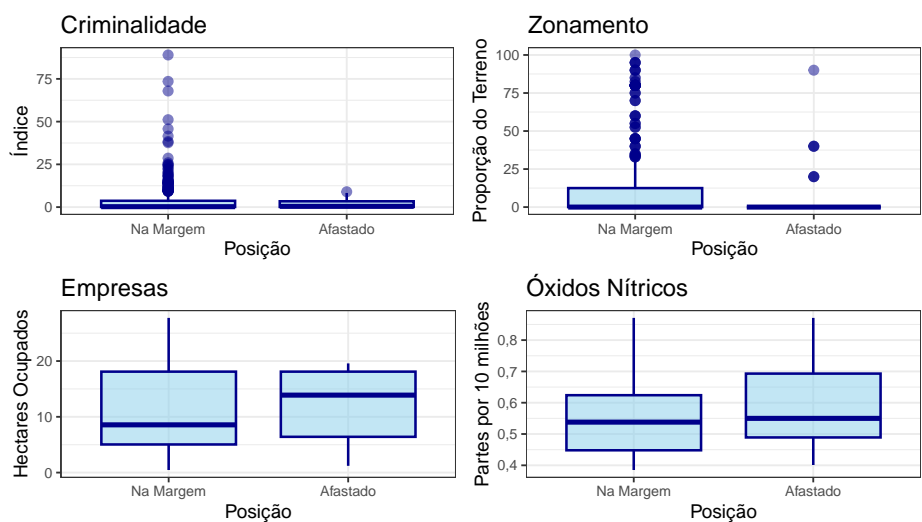 Criminalidade
Índice
75
50
25
0
Na Margem
Afastado
Posição
Zonamento
Proporção do Terreno
100
75
50
25
0
Na Margem
Afastado
Posição
Empresas
Hectares Ocupados
20
10
0
Na Margem
Afastado
Posição
Óxidos Nítricos
Partes por 10 milhões
0,8
0,7
0,6
0,5
0,4
Na Margem
Afastado
Posição